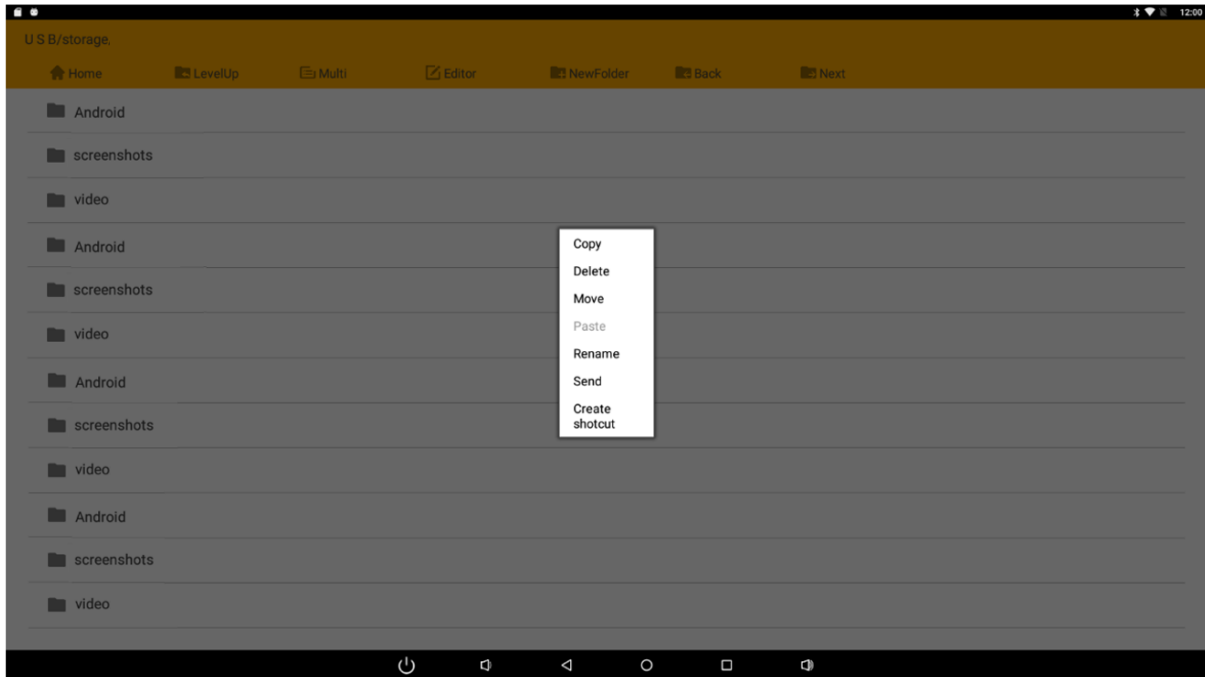 12:00
U S B/storage,
Home LevelUp Multi Editor NewFolder Back Next
Android
screenshots
video
Android
screenshots
video
Android
screenshots
video
Android
screenshots
video
Copy
Delete
Move
Paste
Rename
Send
Create
shotcut